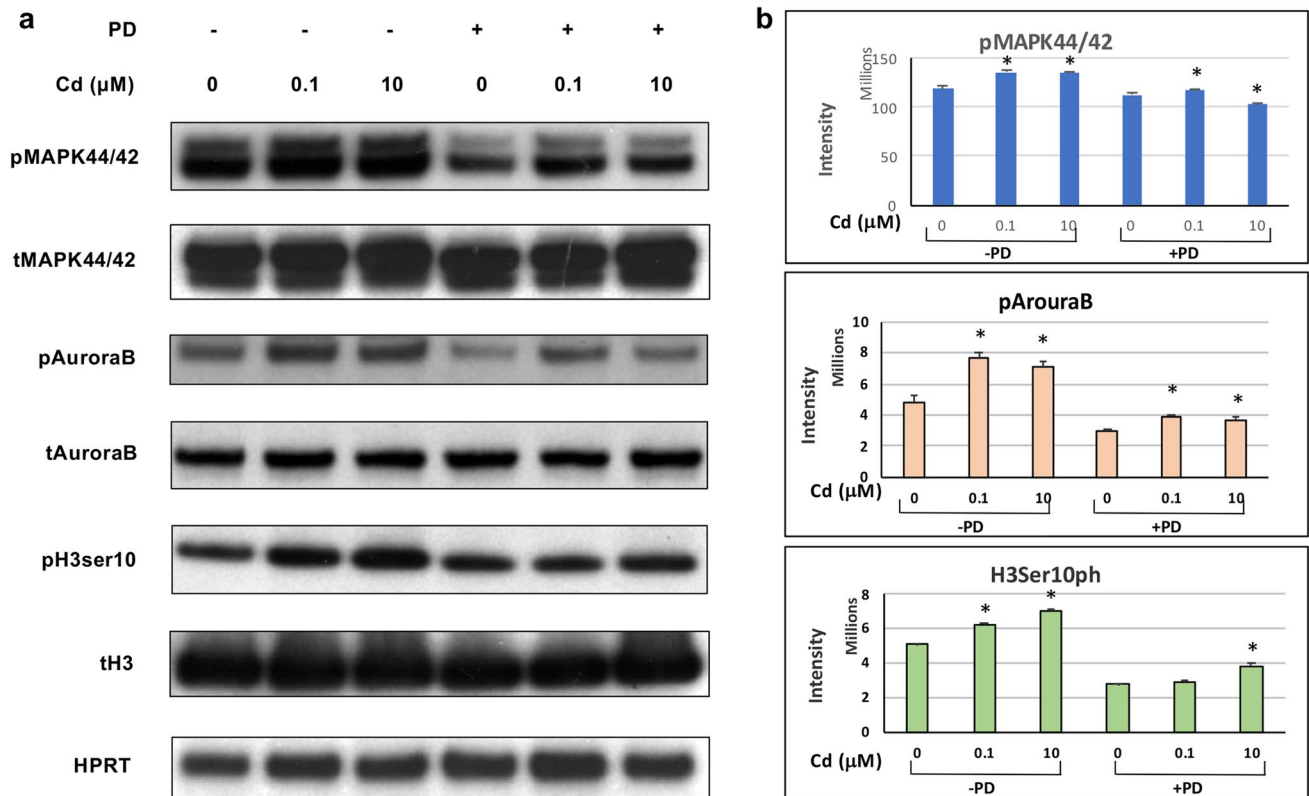 a
PD - - - + + +
Cd (µM) 0 0.1 10 0 0.1 10
pMAPK44/42
tMAPK44/42
pAuroraB
tAuroraB
pH3ser10
tH3
HPRT
b
pMAPK44/42
Intensity
Millions
150
100
50
0
Cd (µM) 0 0.1 10 0 0.1 10
-PD +PD
* * * *
pArouraB
Intensity
Millions
10
8
6
4
2
0
Cd (µM) 0 0.1 10 0 0.1 10
-PD +PD
* * * *
H3Ser10ph
Intensity
Millions
8
6
4
2
0
Cd (µM) 0 0.1 10 0 0.1 10
-PD +PD
* * *